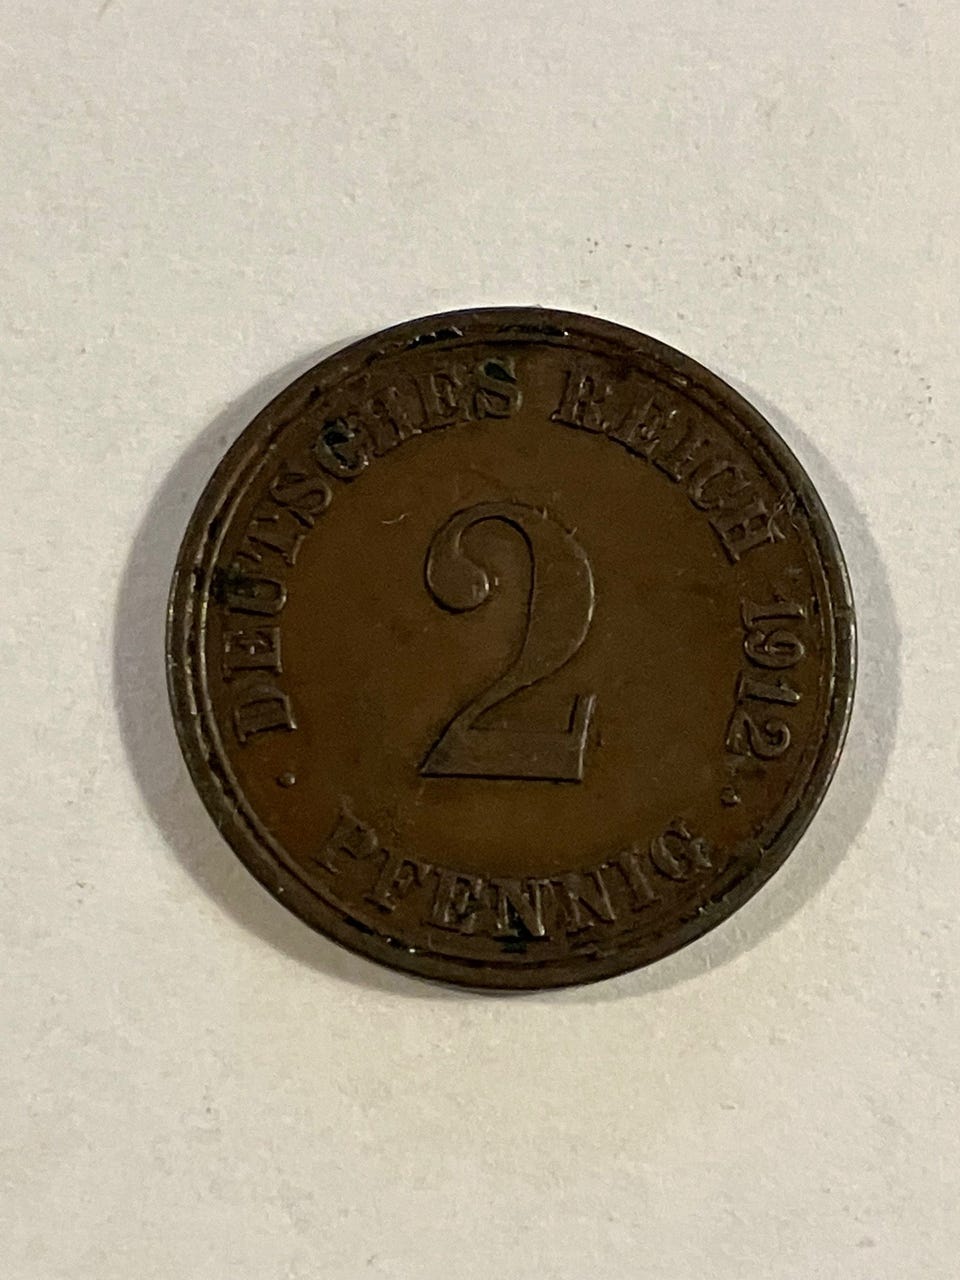 DEUTSCHES REICH 1912
2
PFENNIG